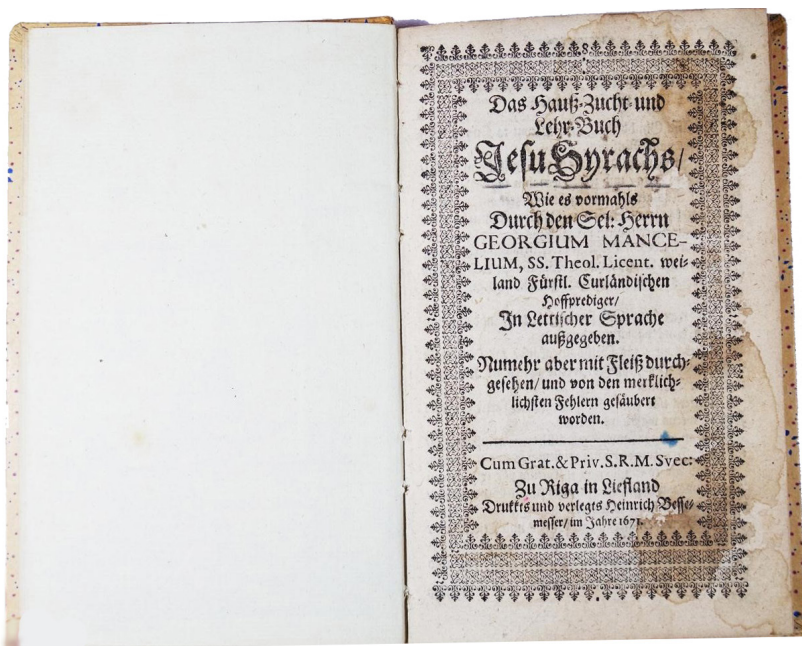 Das Hauß-Zucht- und
Lehr-Buch
Jesu Syrachs/
Wie es vormahls
Durch den Sel: Herrn
GEORGIUM MANCE-
LIUM, SS. Theol. Licent. wei-
land Fürstl. Curländischen
Hoffprediger/
In Lettischer Sprache
außgegeben.
Numehr aber mit Fleiß durch-
gesehen/ und von den merklich-
lichsten Fehlern gesäubert
worden.
Cum Grat. & Priv. S. R. M. Svec:
Zu Riga in Liefland
Druckts und verlegts Heinrich Besse-
messer/ im Jahre 1671.